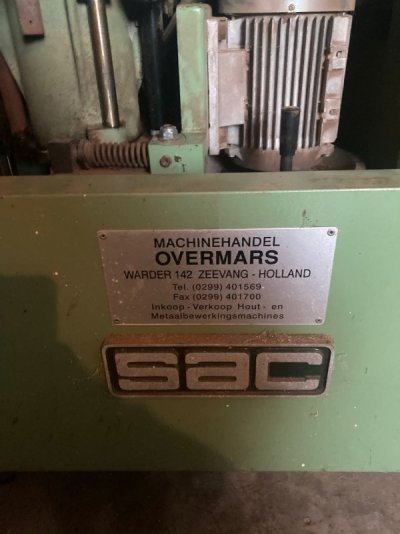 MACHINEHANDEL
OVERMARS
WARDER 142 ZEEVANG - HOLLAND
Tel. (0299) 401569
Fax (0299) 401700
Inkoop - Verkoop Hout - en
Metaalbewerkingsmachines
sac